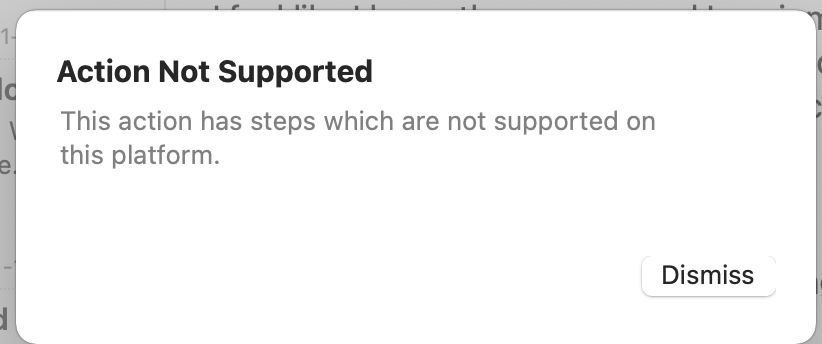 Action Not Supported
This action has steps which are not supported on
this platform.
Dismiss